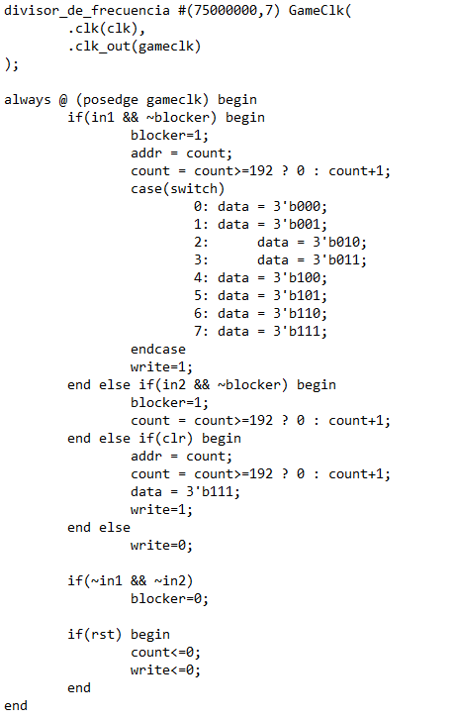 divisor_de_frecuencia #(75000000,7) GameClk(
        .clk(clk),
        .clk_out(gameclk)
);

always @ (posedge gameclk) begin
        if(in1 && ~blocker) begin
                blocker=1;
                addr = count;
                count = count>=192 ? 0 : count+1;
                case(switch)
                        0: data = 3'b000;
                        1: data = 3'b001;
                        2:      data = 3'b010;
                        3:      data = 3'b011;
                        4: data = 3'b100;
                        5: data = 3'b101;
                        6: data = 3'b110;
                        7: data = 3'b111;
                endcase
                write=1;
        end else if(in2 && ~blocker) begin
                blocker=1;
                count = count>=192 ? 0 : count+1;
        end else if(clr) begin
                addr = count;
                count = count>=192 ? 0 : count+1;
                data = 3'b111;
                write=1;
        end else
                write=0;

        if(~in1 && ~in2)
                blocker=0;

        if(rst) begin
                count<=0;
                write<=0;
        end
end